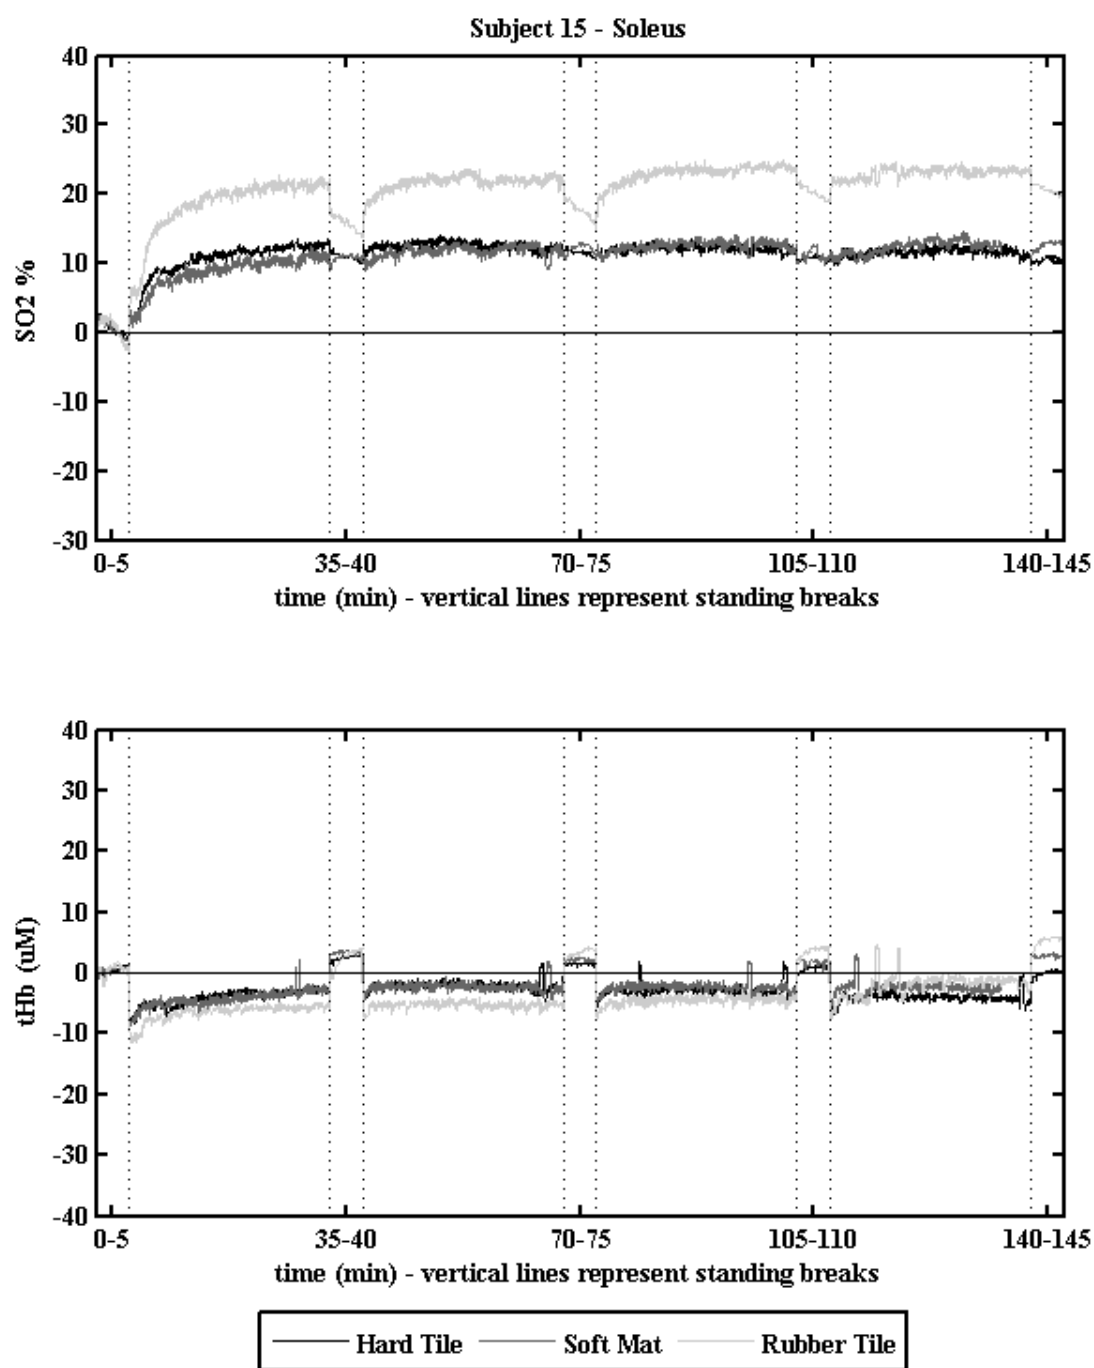 Subject 15 - Soleus
40
30
20
10
0
-10
-20
-30
SO2 %
0-5 35-40 70-75 105-110 140-145
time (min) - vertical lines represent standing breaks
40
30
20
10
0
-10
-20
-30
-40
tHb (uM)
0-5 35-40 70-75 105-110 140-145
time (min) - vertical lines represent standing breaks
Hard Tile Soft Mat Rubber Tile